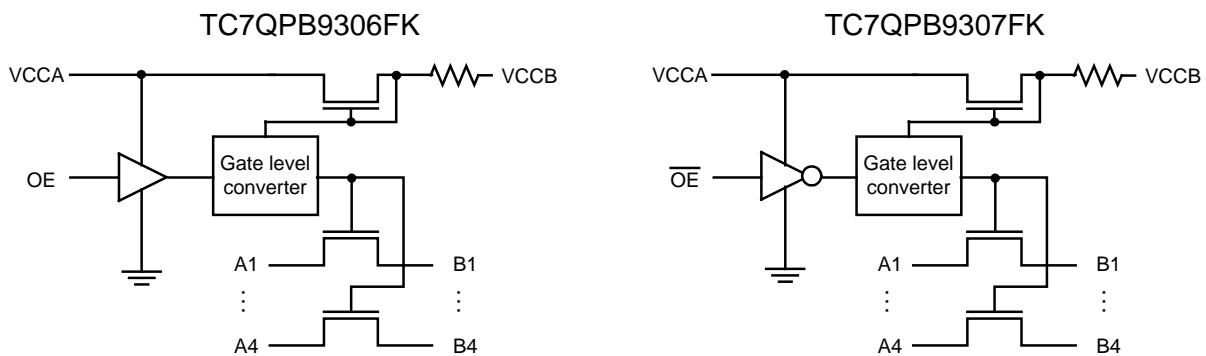 TC7QPB9306FK
VCCA
VCCB
OE
Gate level
converter
A1
B1
⋮
⋮
A4
B4
TC7QPB9307FK
VCCA
VCCB
O̅E̅
Gate level
converter
A1
B1
⋮
⋮
A4
B4